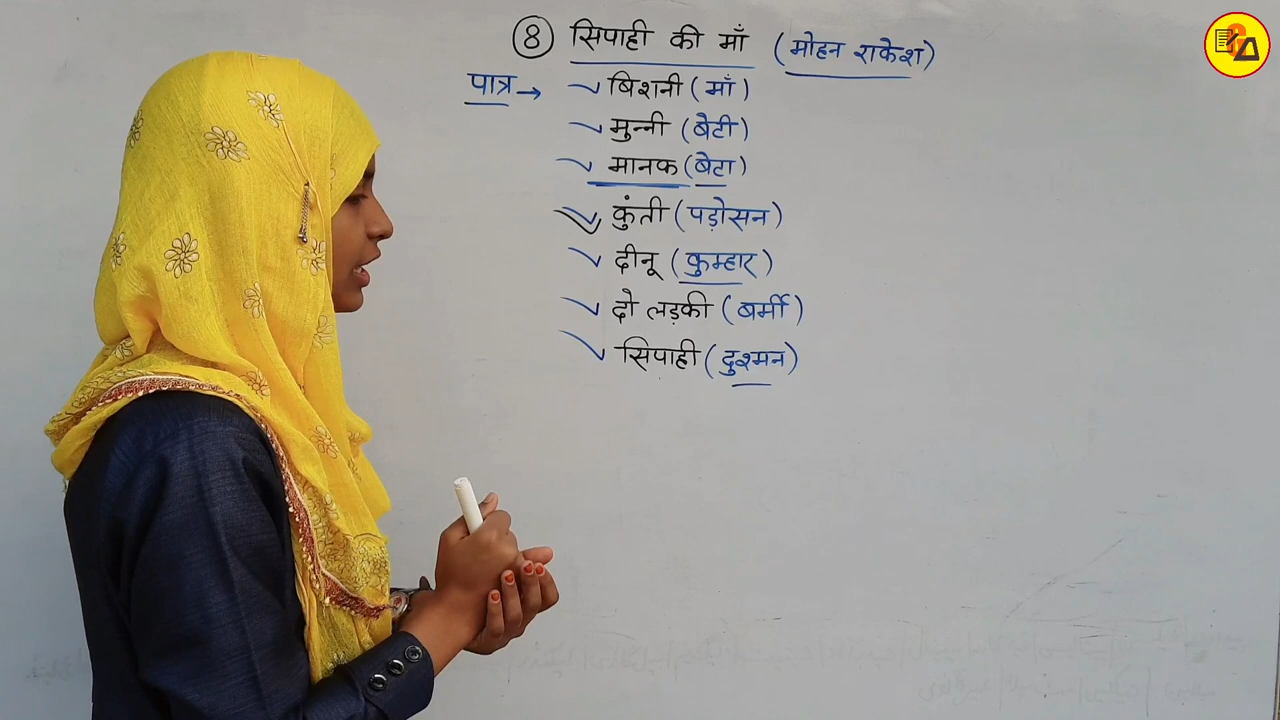 8 सिपाही की माँ (मोहन राकेश)
पात्र → बिशनी (माँ)
मुन्नी (बेटी)
मानक (बेटा)
कुंती (पड़ोसन)
दीनू (कुम्हार)
दो लड़की (बर्मी)
सिपाही (दुश्मन)